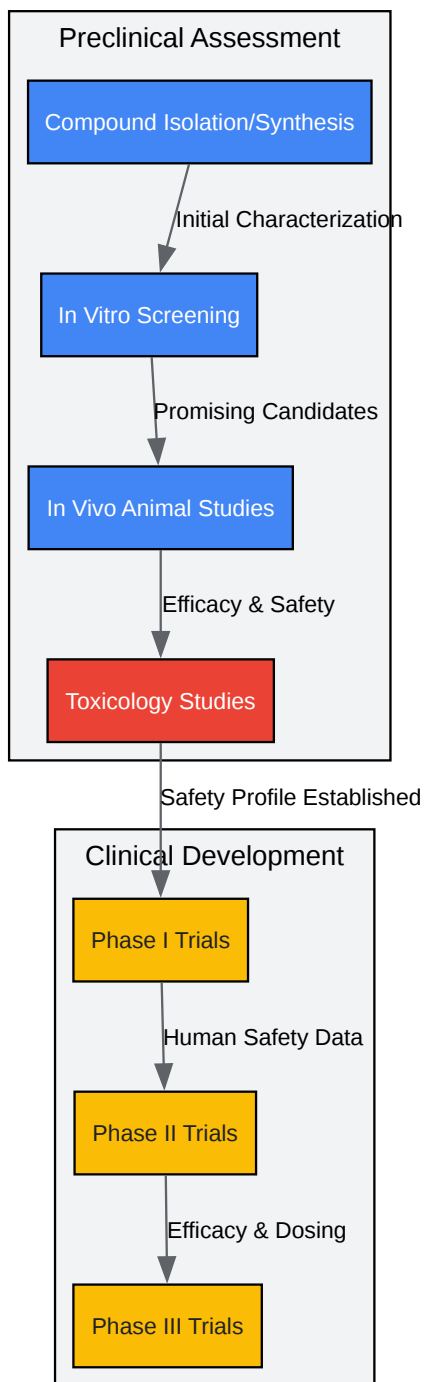 Preclinical Assessment
Compound Isolation/Synthesis
Initial Characterization
In Vitro Screening
Promising Candidates
In Vivo Animal Studies
Efficacy & Safety
Toxicology Studies
Safety Profile Established
Clinical Development
Phase I Trials
Human Safety Data
Phase II Trials
Efficacy & Dosing
Phase III Trials